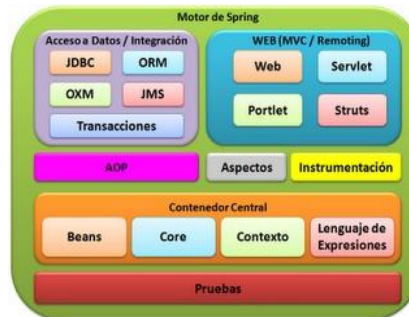 Motor de Spring
Acceso a Datos / Integración
JDBC
ORM
OXM
JMS
Transacciones
WEB (MVC / Remoting)
Web
Servlet
Portlet
Struts
AOP
Aspectos
Instrumentación
Contenedor Central
Beans
Core
Contexto
Lenguaje de
Expresiones
Pruebas